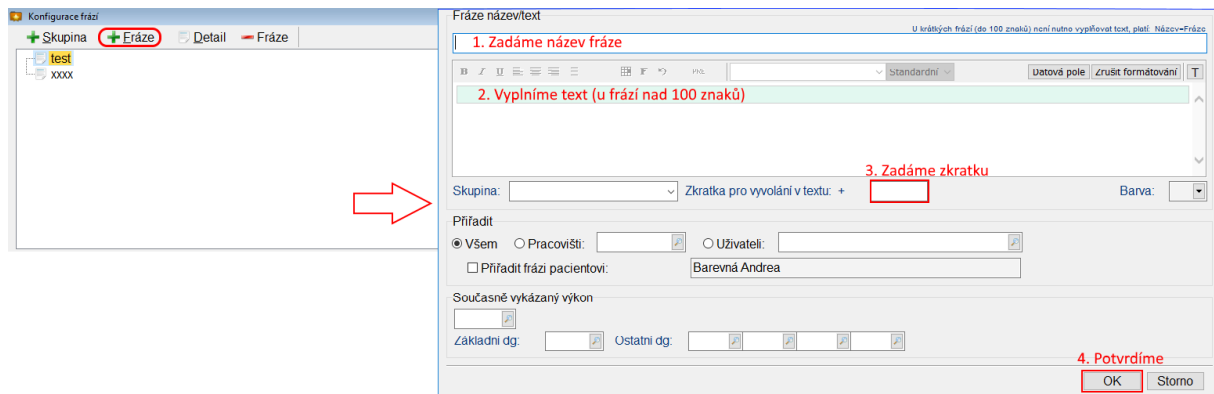 Konfigurace frází
Skupina Fráze Detail Fráze
test
xxxx
Fráze název/text
U krátkých frází (do 100 znaků) není nutno vyplňovat text, platí: Název=Fráze
1. Zadáme název fráze
B I U F Standardní Datová pole Zrušit formátování T
2. Vyplníme text (u frází nad 100 znaků)
3. Zadáme zkratku
Skupina: Zkratka pro vyvolání v textu: + Barva:
Přiřadit
Všem Pracovišti: Uživateli:
Přiřadit frázi pacientovi: Barevná Andrea
Současně vykázaný výkon
Základní dg: Ostatní dg:
4. Potvrdíme
OK Storno